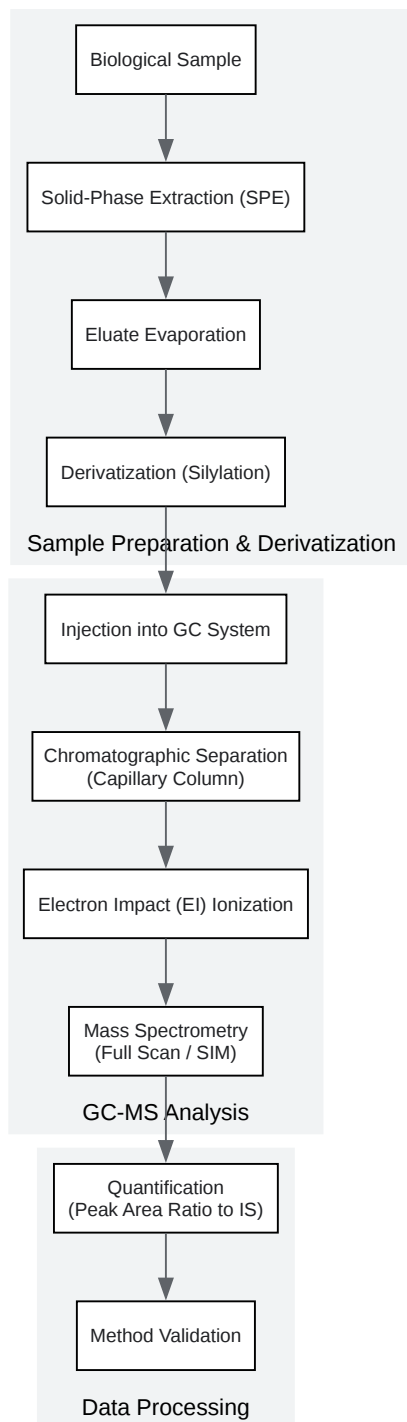 Biological Sample
Solid-Phase Extraction (SPE)
Eluate Evaporation
Derivatization (Silylation)
Sample Preparation & Derivatization
Injection into GC System
Chromatographic Separation
(Capillary Column)
Electron Impact (EI) Ionization
Mass Spectrometry
(Full Scan / SIM)
GC-MS Analysis
Quantification
(Peak Area Ratio to IS)
Method Validation
Data Processing